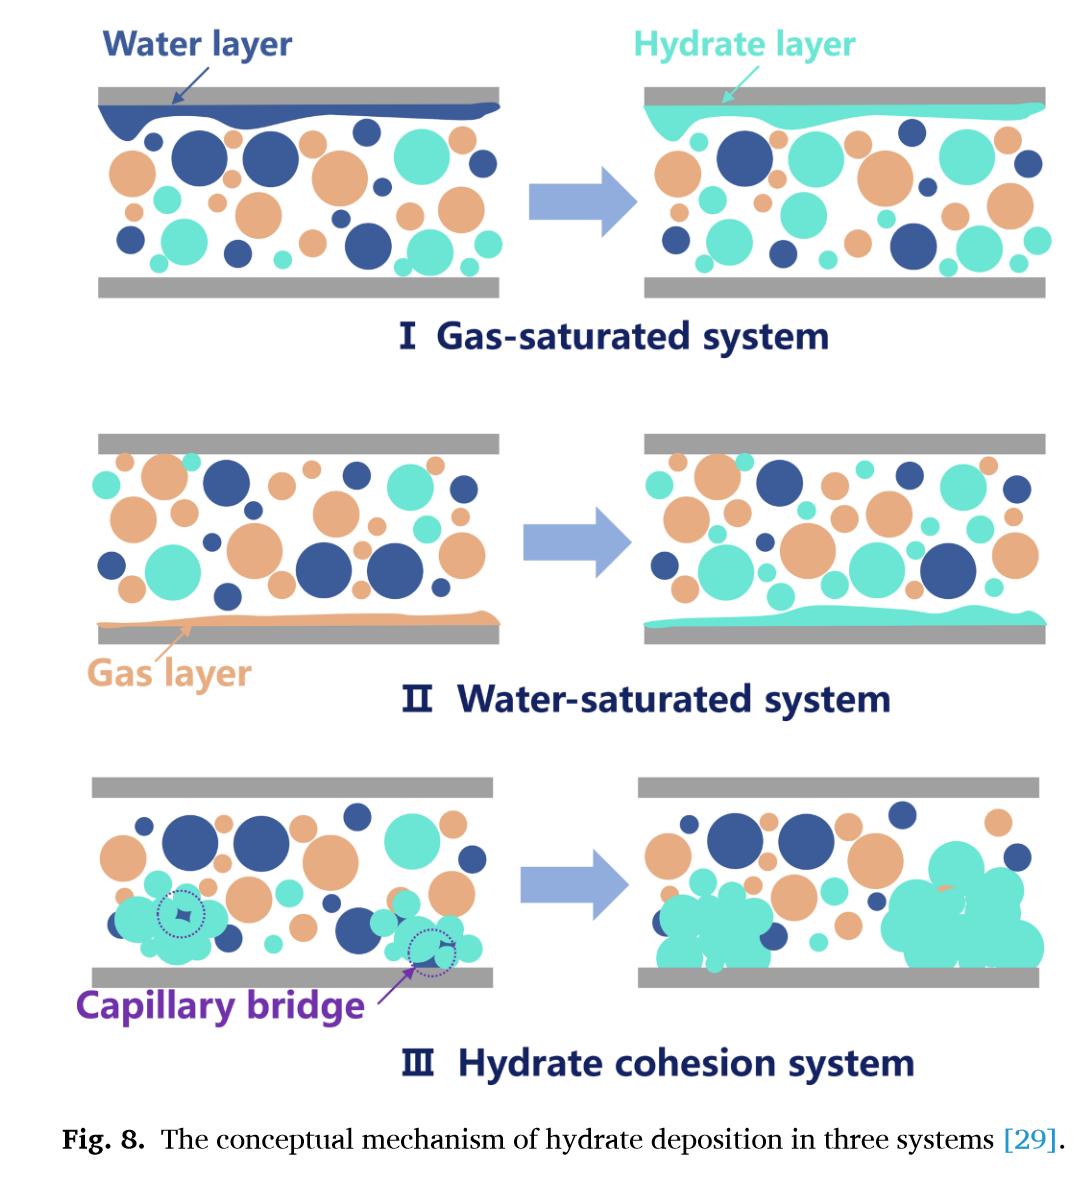 Water layer
Hydrate layer
I Gas-saturated system
Gas layer
II Water-saturated system
Capillary bridge
III Hydrate cohesion system
Fig. 8. The conceptual mechanism of hydrate deposition in three systems [29].